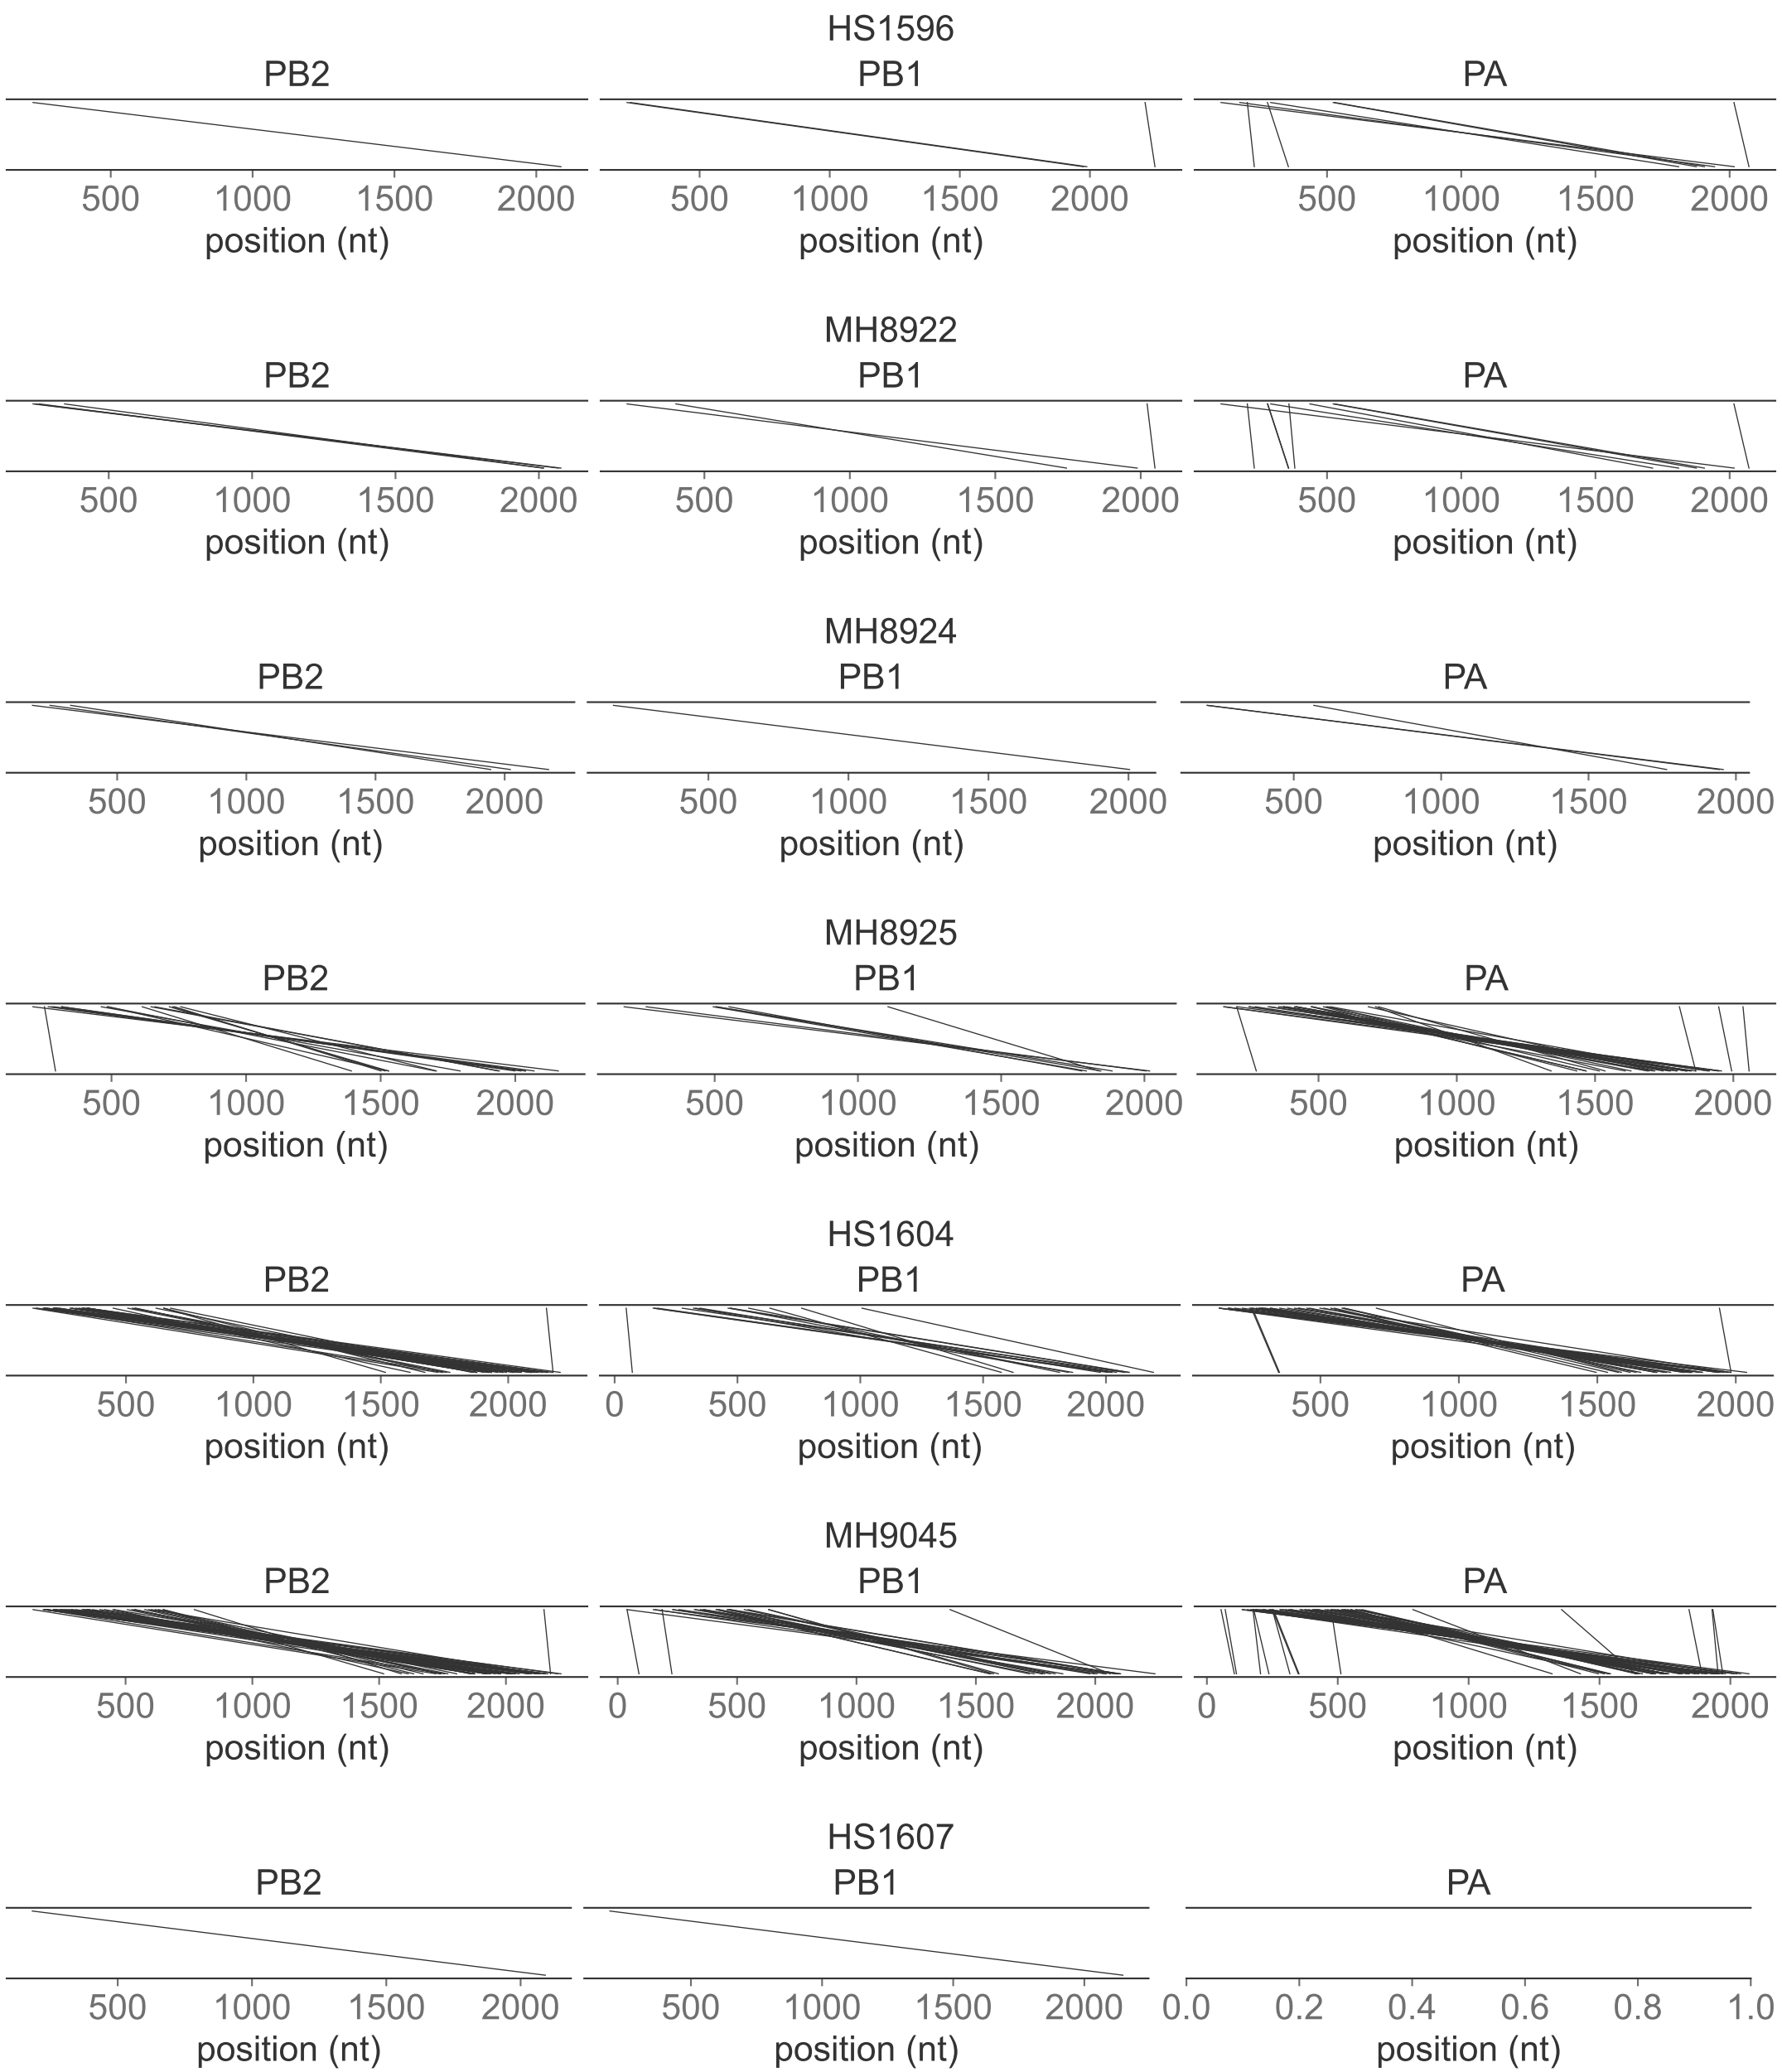 HS1596
PB2 PB1 PA
500 1000 1500 2000 500 1000 1500 2000 500 1000 1500 2000
position (nt) position (nt) position (nt)
MH8922
PB2 PB1 PA
500 1000 1500 2000 500 1000 1500 2000 500 1000 1500 2000
position (nt) position (nt) position (nt)
MH8924
PB2 PB1 PA
500 1000 1500 2000 500 1000 1500 2000 500 1000 1500 2000
position (nt) position (nt) position (nt)
MH8925
PB2 PB1 PA
500 1000 1500 2000 500 1000 1500 2000 500 1000 1500 2000
position (nt) position (nt) position (nt)
HS1604
PB2 PB1 PA
500 1000 1500 2000 0 500 1000 1500 2000 500 1000 1500 2000
position (nt) position (nt) position (nt)
MH9045
PB2 PB1 PA
500 1000 1500 2000 0 500 1000 1500 2000 0 500 1000 1500 2000
position (nt) position (nt) position (nt)
HS1607
PB2 PB1 PA
500 1000 1500 2000 500 1000 1500 2000 0.0 0.2 0.4 0.6 0.8 1.0
position (nt) position (nt) position (nt)